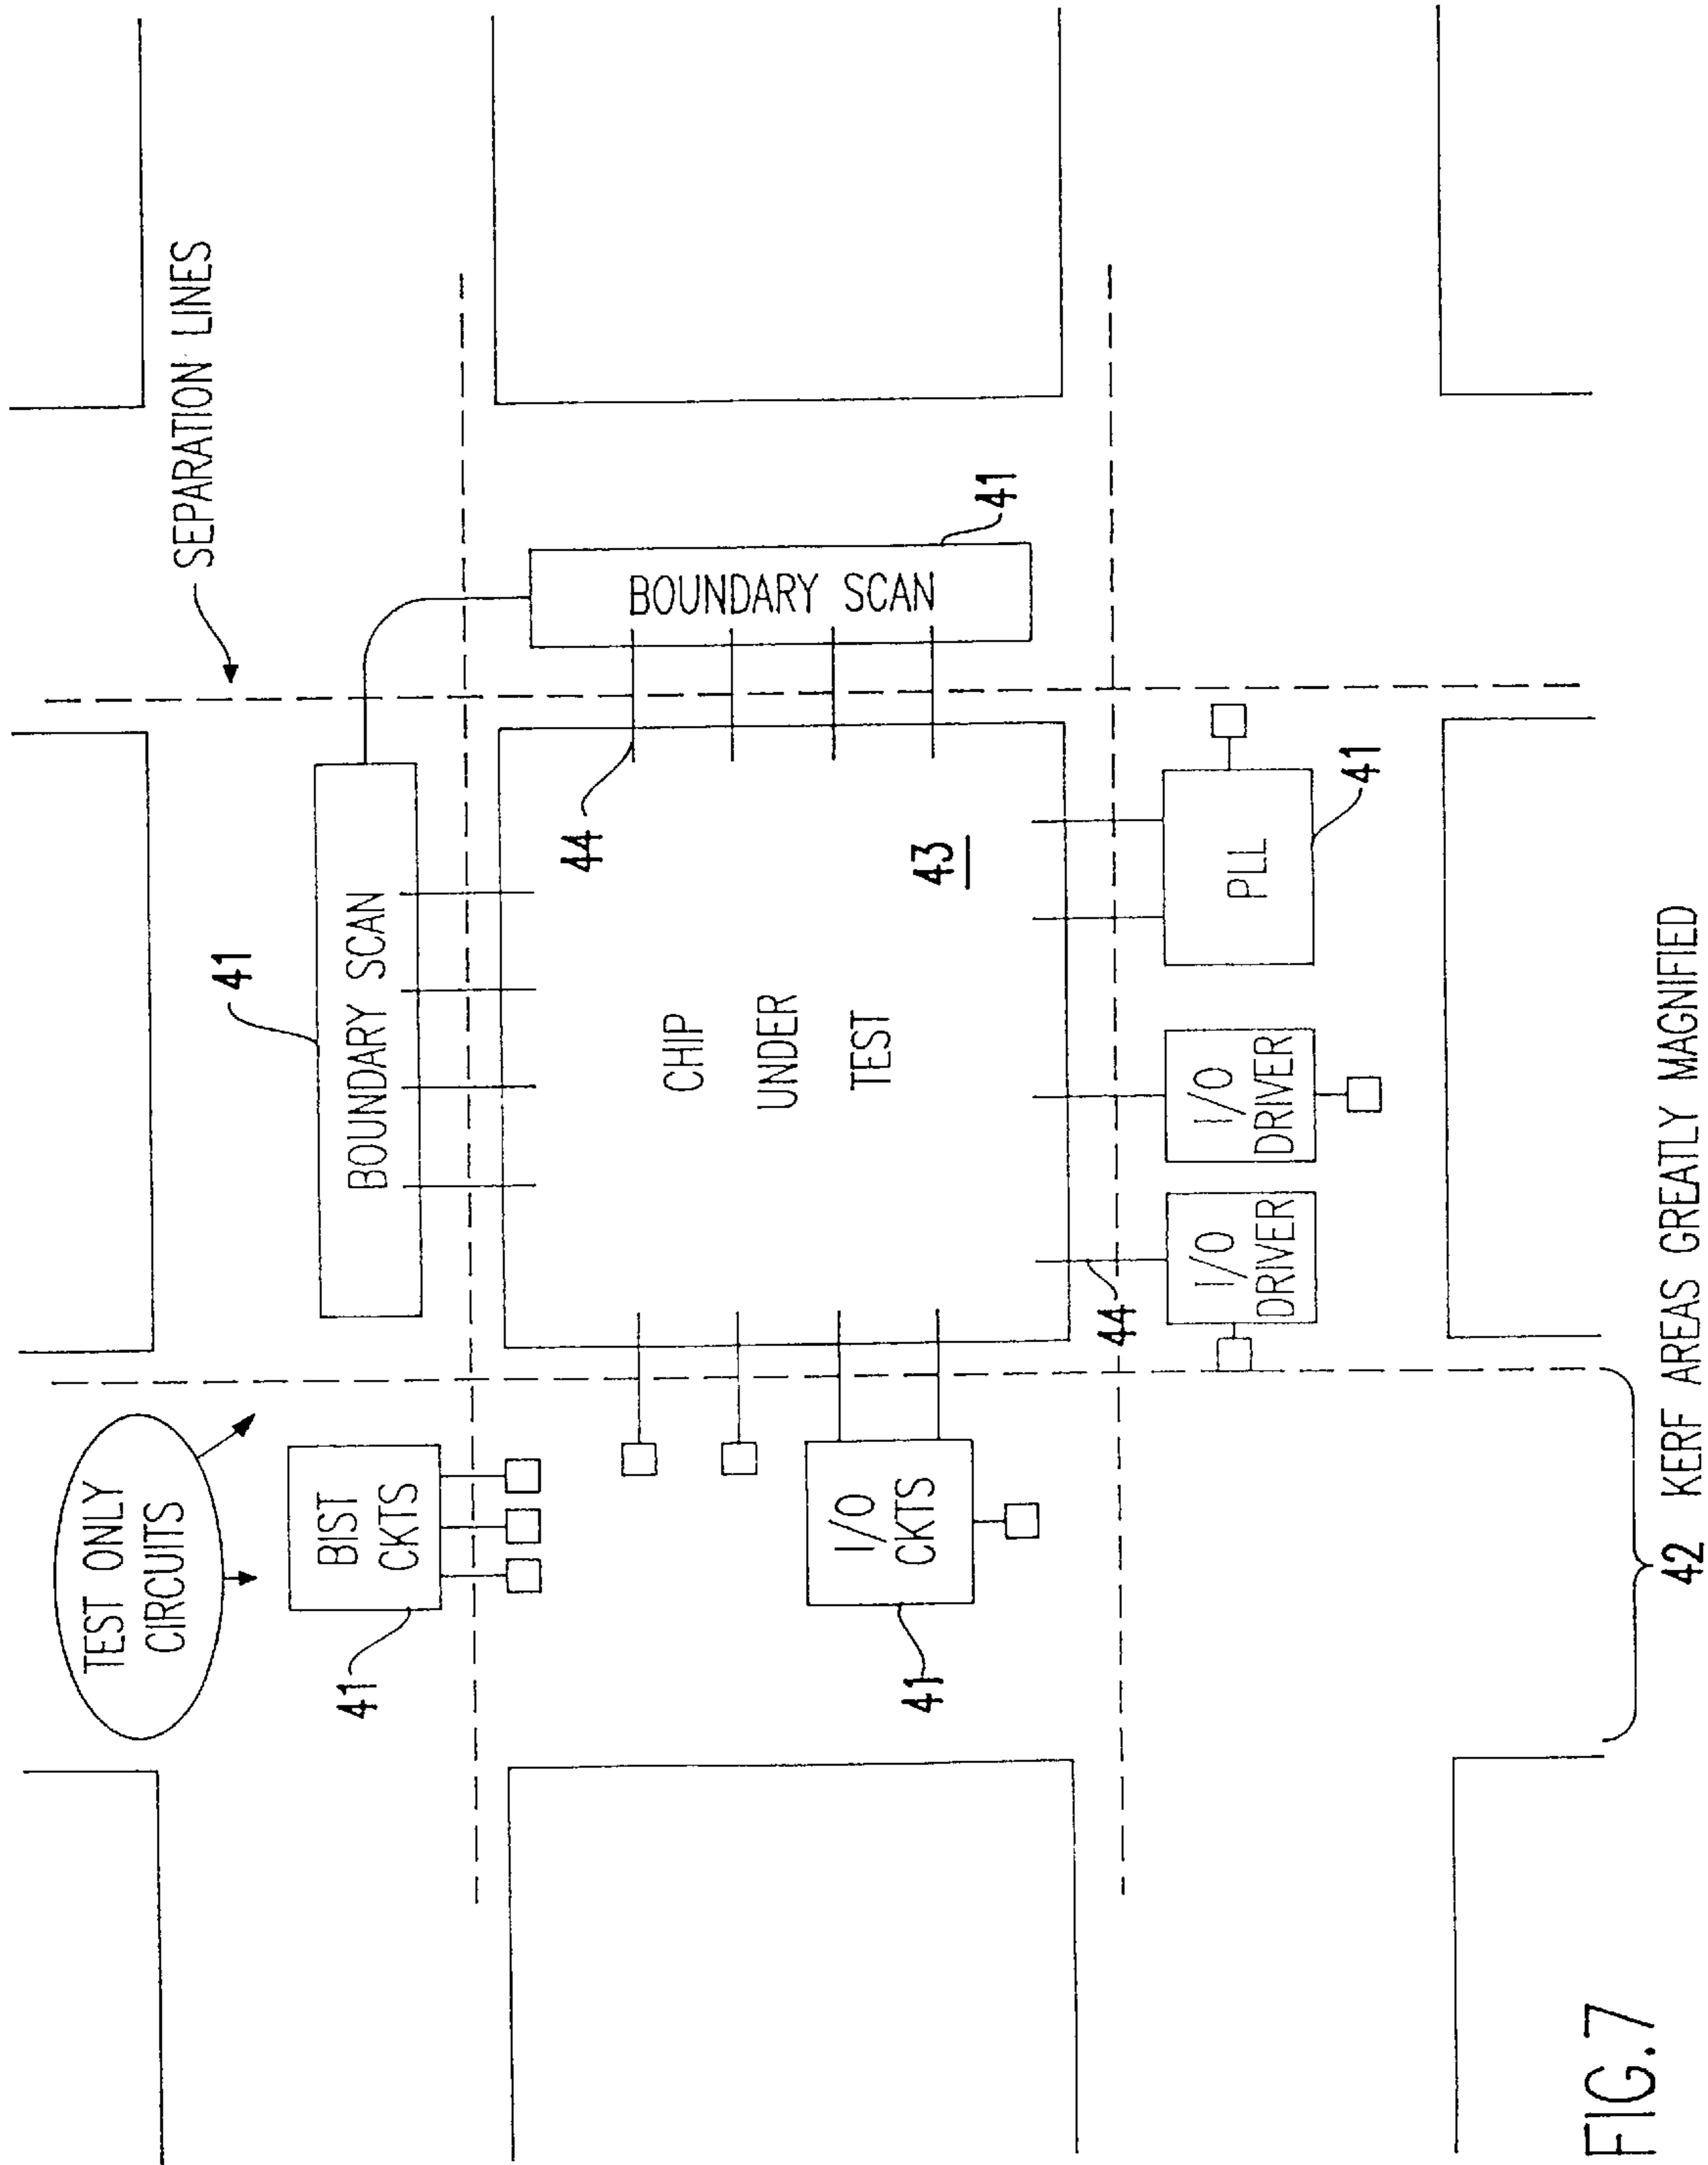 TEST ONLY
CIRCUITS
SEPARATION LINES
41
BIST
CKTS
41
BOUNDARY SCAN
44
BOUNDARY SCAN
41
CHIP
UNDER
TEST
43
I/O
CKTS
41
44
I/O
DRIVER
I/O
DRIVER
PLL
41
42 KERF AREAS GREATLY MAGNIFIED
FIG.7